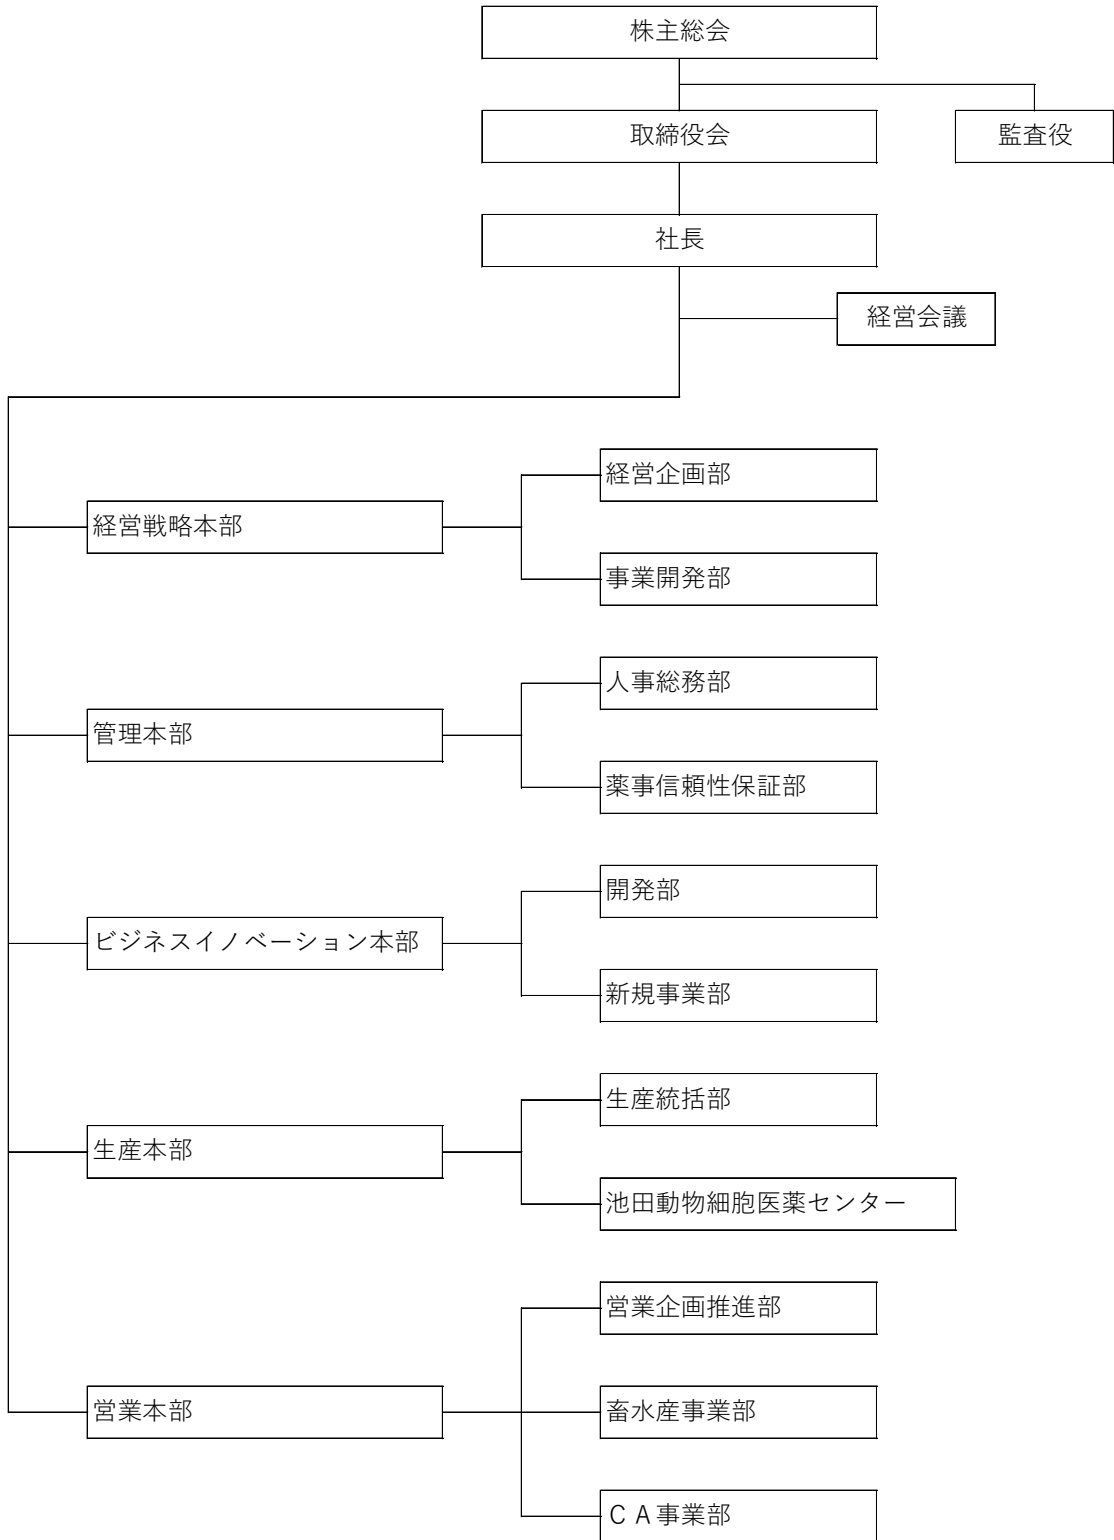 株主総会
取締役会
監査役
社長
経営会議
経営企画部
経営戦略本部
事業開発部
人事総務部
管理本部
薬事信頼性保証部
開発部
ビジネスイノベーション本部
新規事業部
生産統括部
生産本部
池田動物細胞医薬センター
営業企画推進部
営業本部
畜水産事業部
ＣＡ事業部